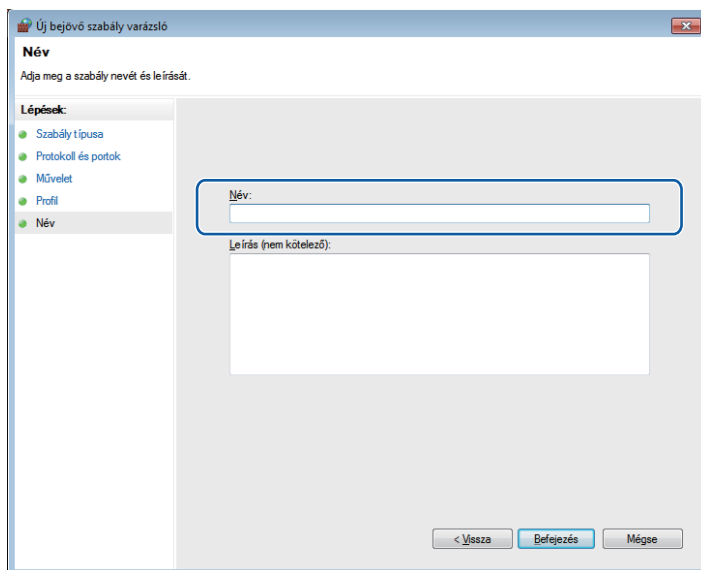 Új bejövő szabály varázsló
Név
Adja meg a szabály nevét és leírását.
Lépések:
Szabály típusa
Protokoll és portok
Művelet
Profil
Név
Név:
Leírás (nem kötelező):
< Vissza
Befejezés
Mégse